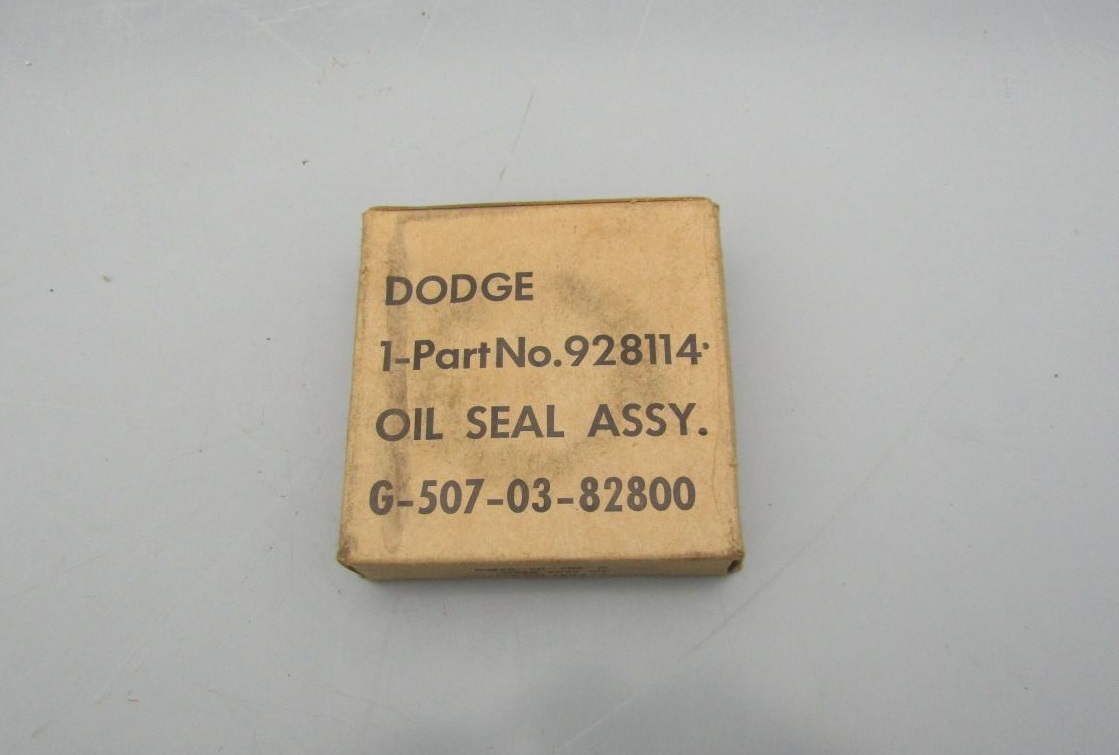 DODGE
1-Part No. 928114
OIL SEAL ASSY.
G-507-03-82800